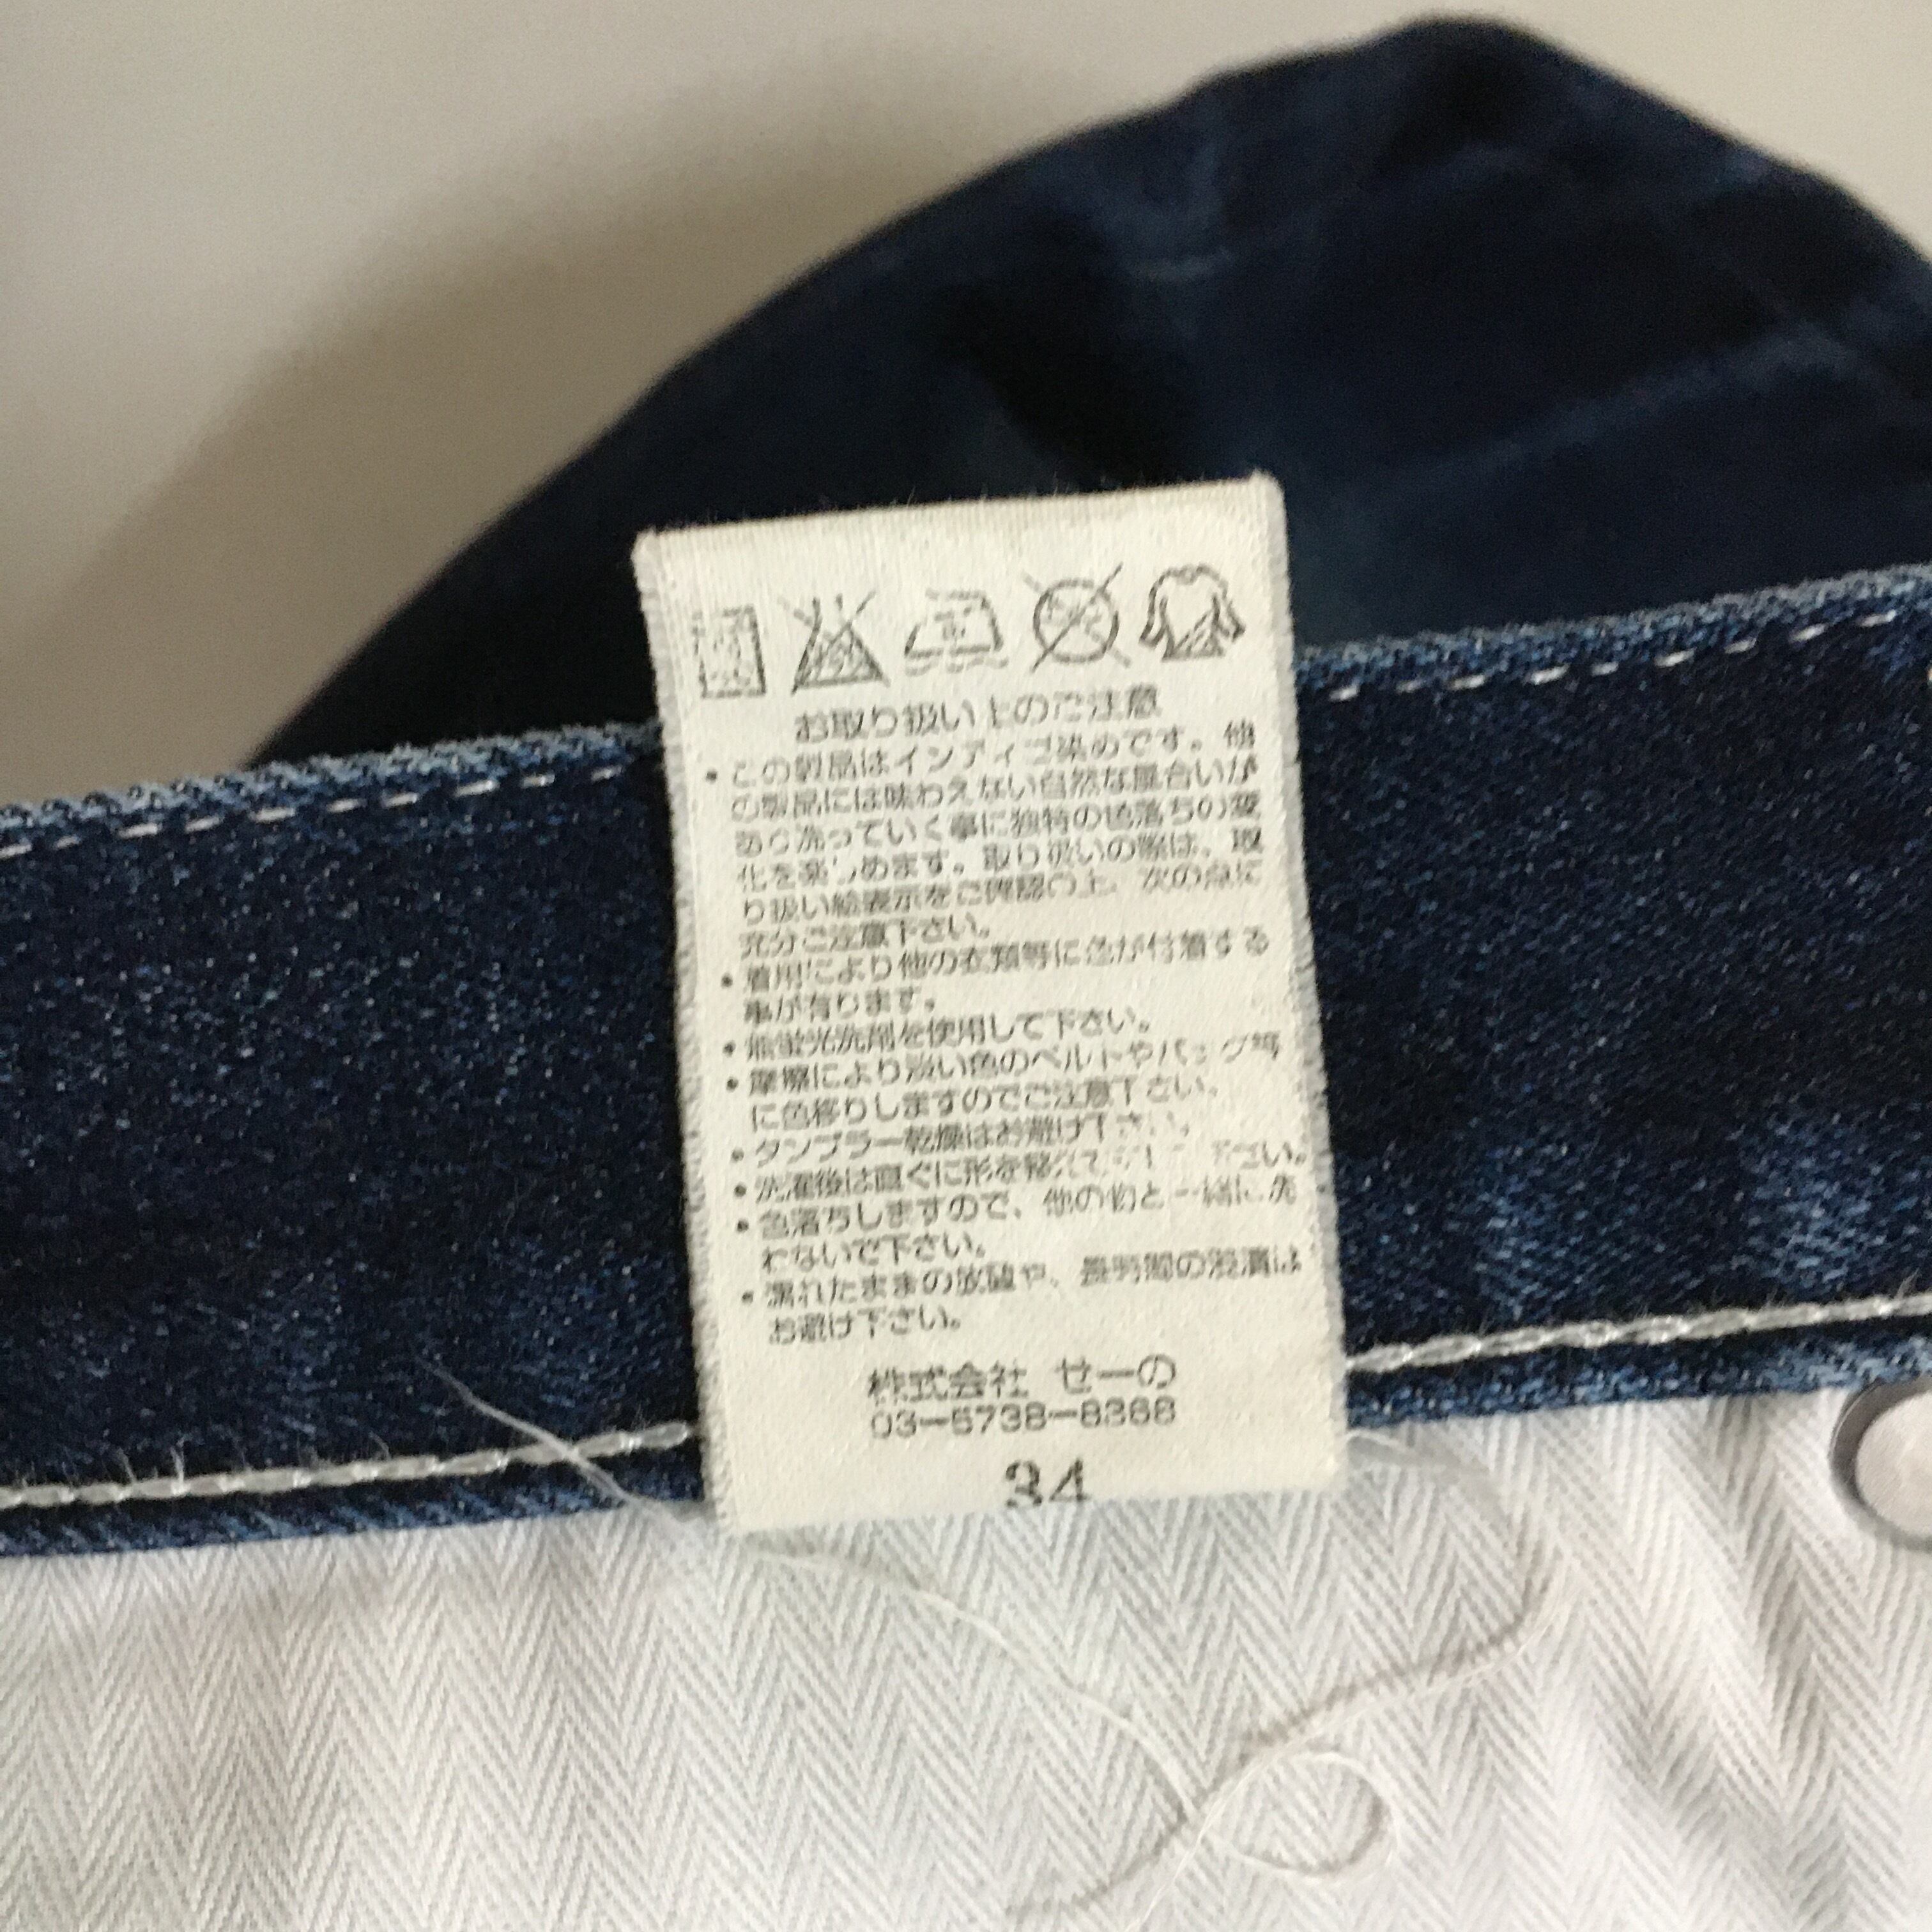 お取り扱い上のご注意
・この製品はインディゴ染めです。他
の製品には味わえない自然な風合いが
あり洗っていく事に独特の色落ちの変
化を楽しめます。取り扱いの際は、取
り扱い絵表示をご確認の上、次の点に
充分ご注意下さい。
・着用により他の衣類等に色が付着する
事が有ります。
・無蛍光洗剤を使用して下さい。
・摩擦により淡い色のベルトやバッグ等
に色移りしますのでご注意下さい。
・タンブラー乾燥はお避け下さい。
・洗濯後は直ぐに形を整えて 下さい。
・色落ちしますので、他の物と一緒に洗
わないで下さい。
・濡れたままの放置や、長時間の浸漬は
お避け下さい。
株式会社 せーの
03-5738-8368
34